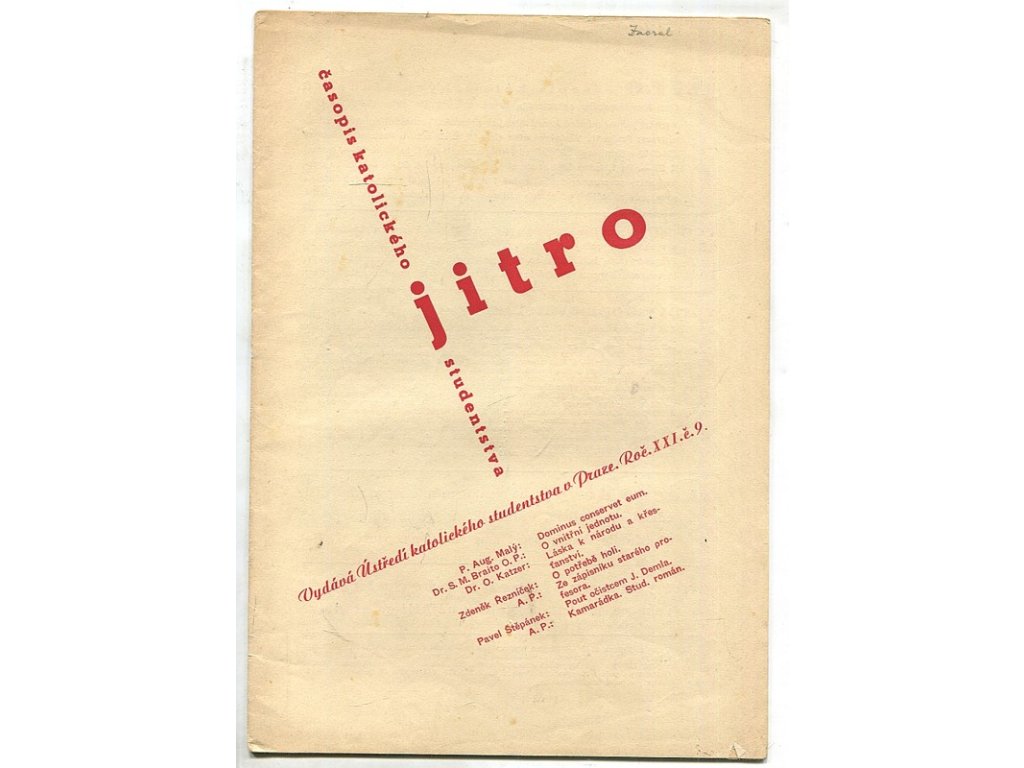 Zaoral
časopis katolického
jitro
studentstva
Vydává Ústředí katolického studentstva v Praze. Roč. XXI. č. 9.
P. Aug. Malý: Dominus conservet eum.
Dr. S. M. Braito O. P.: O vnitřní jednotu.
Dr. O. Katzer: Láska k národu a křes-
ťanství.
Zdeněk Řezníček: O potřebě holí.
A. P.: Ze zápisníku starého pro-
fesora.
Pavel Štěpánek: Pout očistcem J. Demla.
A. P.: Kamarádka. Stud. román.